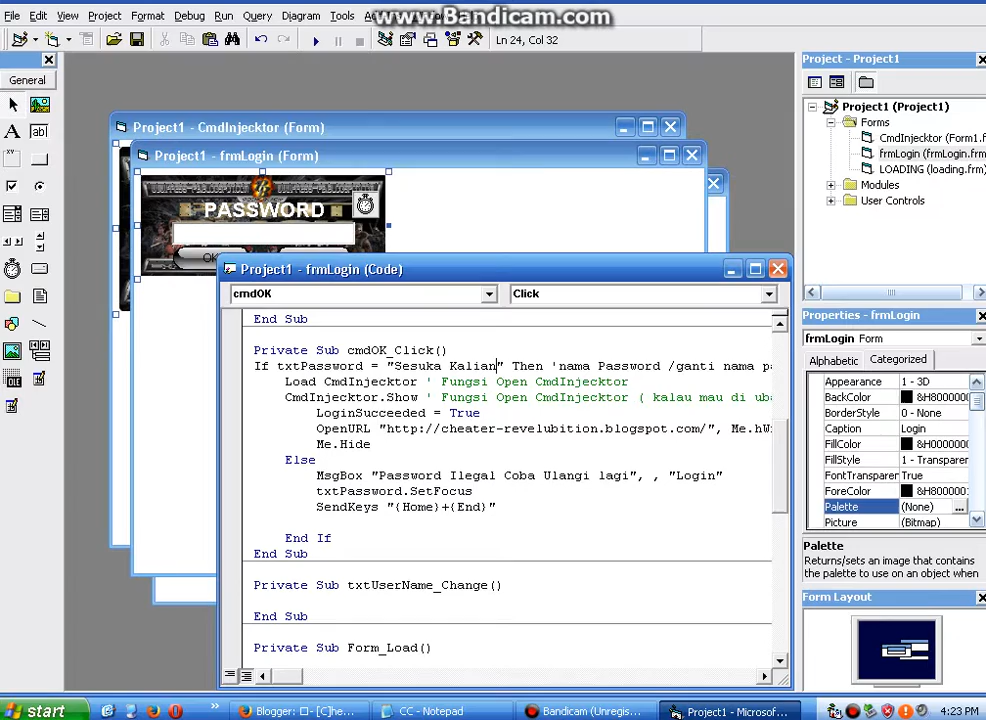 www.Bandicam.com
File Edit View Project Format Debug Run Query Diagram Tools
Ln 24, Col 32
General
Project1 - CmdInjecktor (Form)
Project1 - frmLogin (Form)
PASSWORD
OK
Project1 - frmLogin (Code)
cmdOK
Click
End Sub
Private Sub cmdOK_Click()
If txtPassword = "Sesuka Kalian" Then 'nama Password /ganti nama pa
Load CmdInjecktor ' Fungsi Open CmdInjecktor
CmdInjecktor.Show ' Fungsi Open CmdInjecktor ( kalau mau di uba
LoginSucceeded = True
OpenURL "http://cheater-revelubition.blogspot.com/", Me.hWi
Me.Hide
Else
MsgBox "Password Ilegal Coba Ulangi lagi", , "Login"
txtPassword.SetFocus
SendKeys "{Home}+{End}"
End If
End Sub
Private Sub txtUserName_Change()
End Sub
Private Sub Form_Load()
Project - Project1
Project1 (Project1)
Forms
CmdInjecktor (Form1.f
frmLogin (frmLogin.frm
LOADING (loading.frm)
Modules
User Controls
Properties - frmLogin
frmLogin Form
Alphabetic Categorized
Appearance 1 - 3D
BackColor &H8000000
BorderStyle 0 - None
Caption Login
FillColor &H0000000
FillStyle 1 - Transparen
FontTransparen True
ForeColor &H8000001
Palette (None) ...
Picture (Bitmap)
Palette
Returns/sets an image that contains
the palette to use on an object when
Form Layout
start
Blogger: □- [C]he...
CC - Notepad
Bandicam (Unregis...
Project1 - Microsof...
4:23 PM